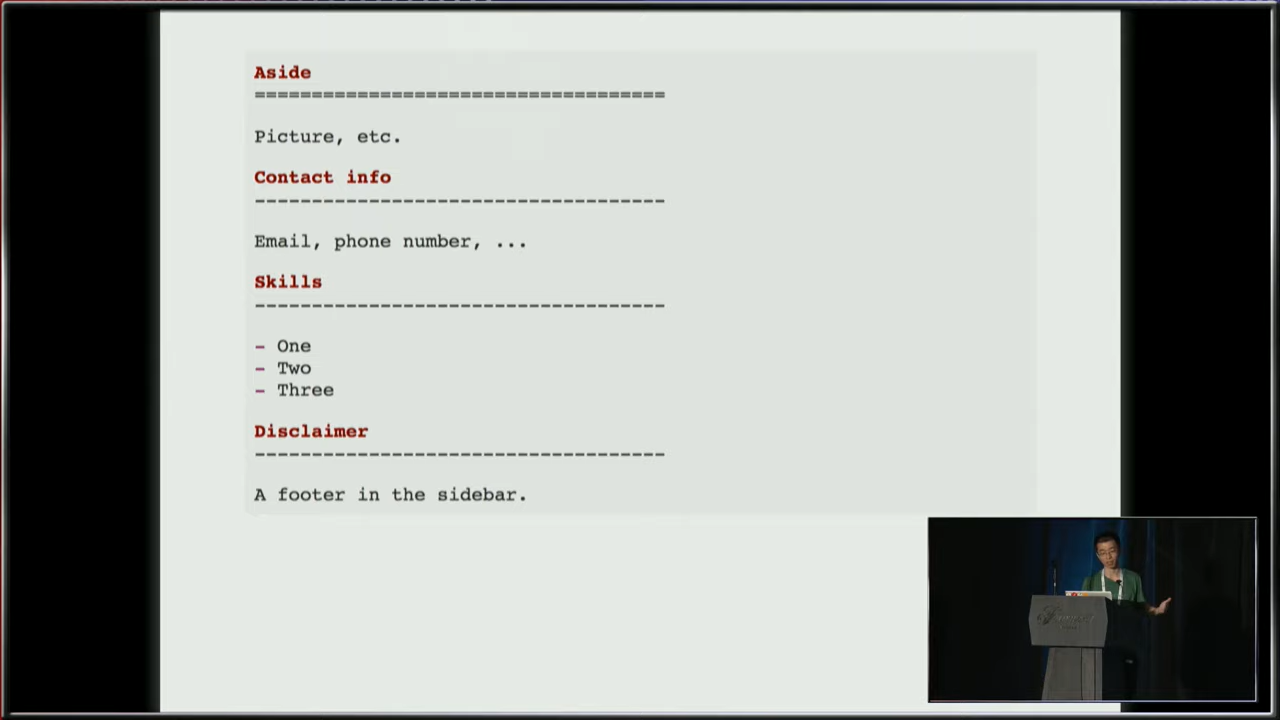 Aside
====================================
Picture, etc.
Contact info
------------------------------------
Email, phone number, ...
Skills
------------------------------------
- One
- Two
- Three
Disclaimer
------------------------------------
A footer in the sidebar.